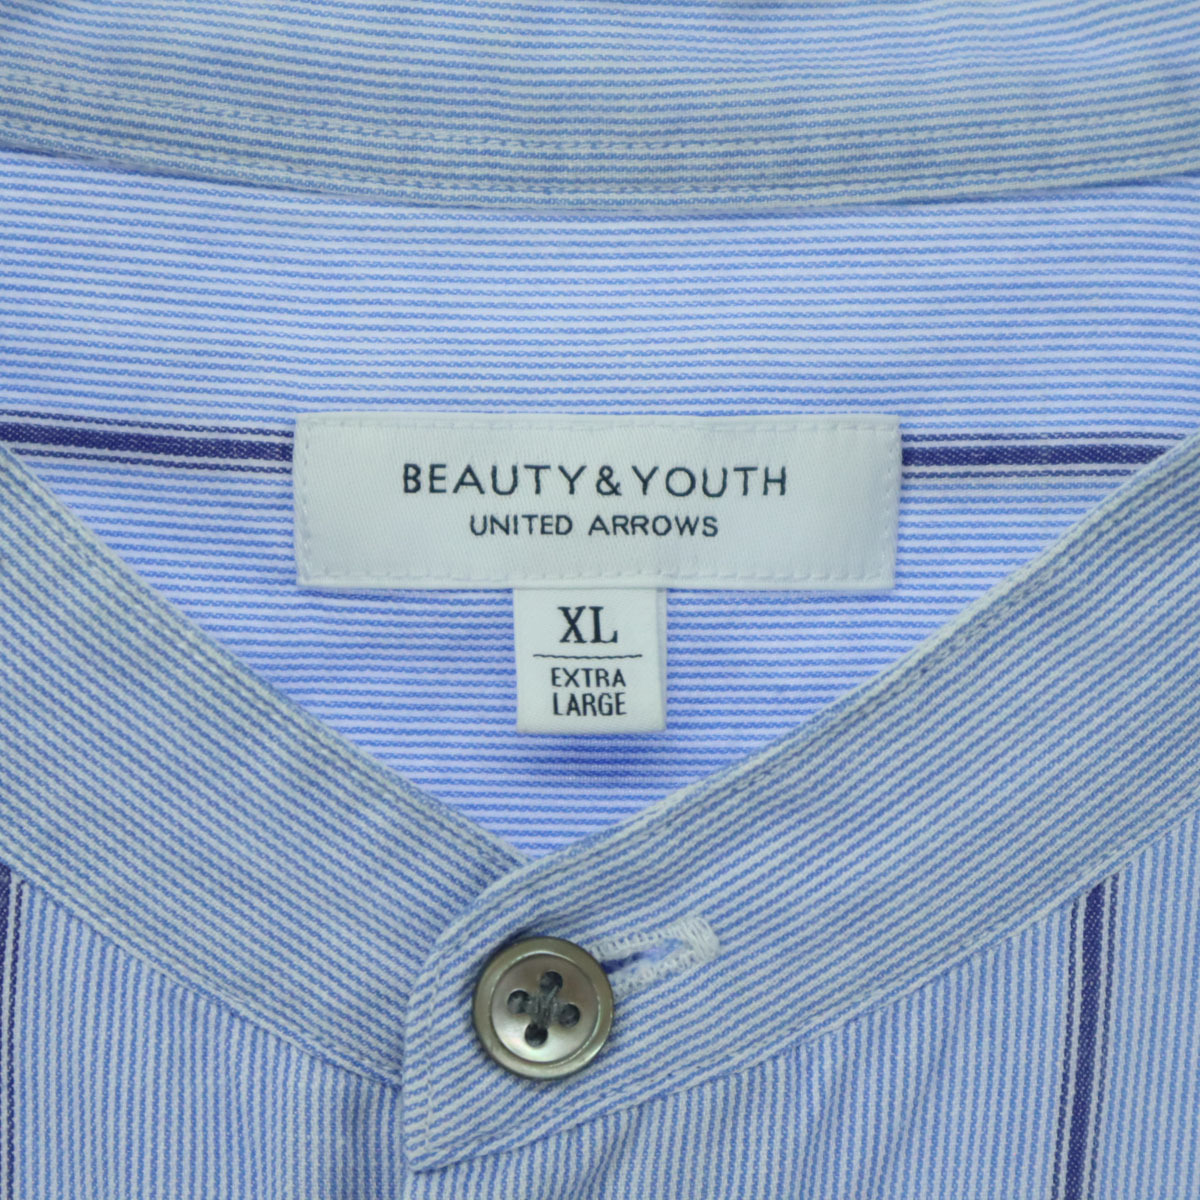 BEAUTY & YOUTH
UNITED ARROWS
XL
EXTRA
LARGE